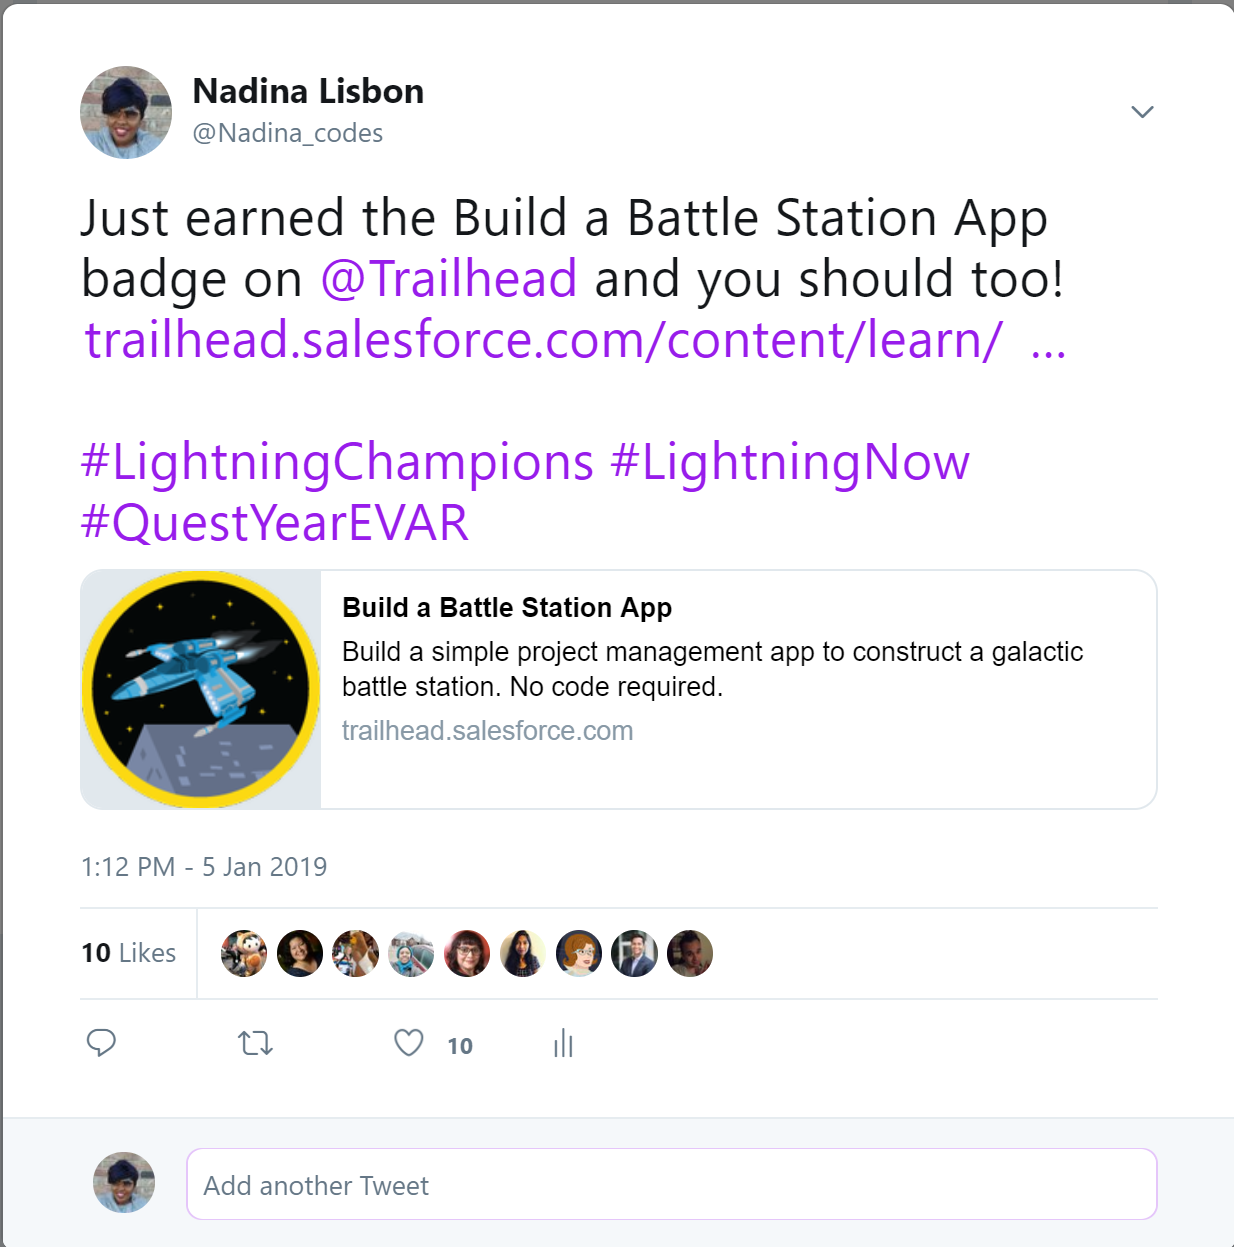 Nadina Lisbon
@Nadina_codes
Just earned the Build a Battle Station App
badge on @Trailhead and you should too!
trailhead.salesforce.com/content/learn/ …
#LightningChampions #LightningNow
#QuestYearEVAR
Build a Battle Station App
Build a simple project management app to construct a galactic
battle station. No code required.
trailhead.salesforce.com
1:12 PM - 5 Jan 2019
10 Likes
10
Add another Tweet